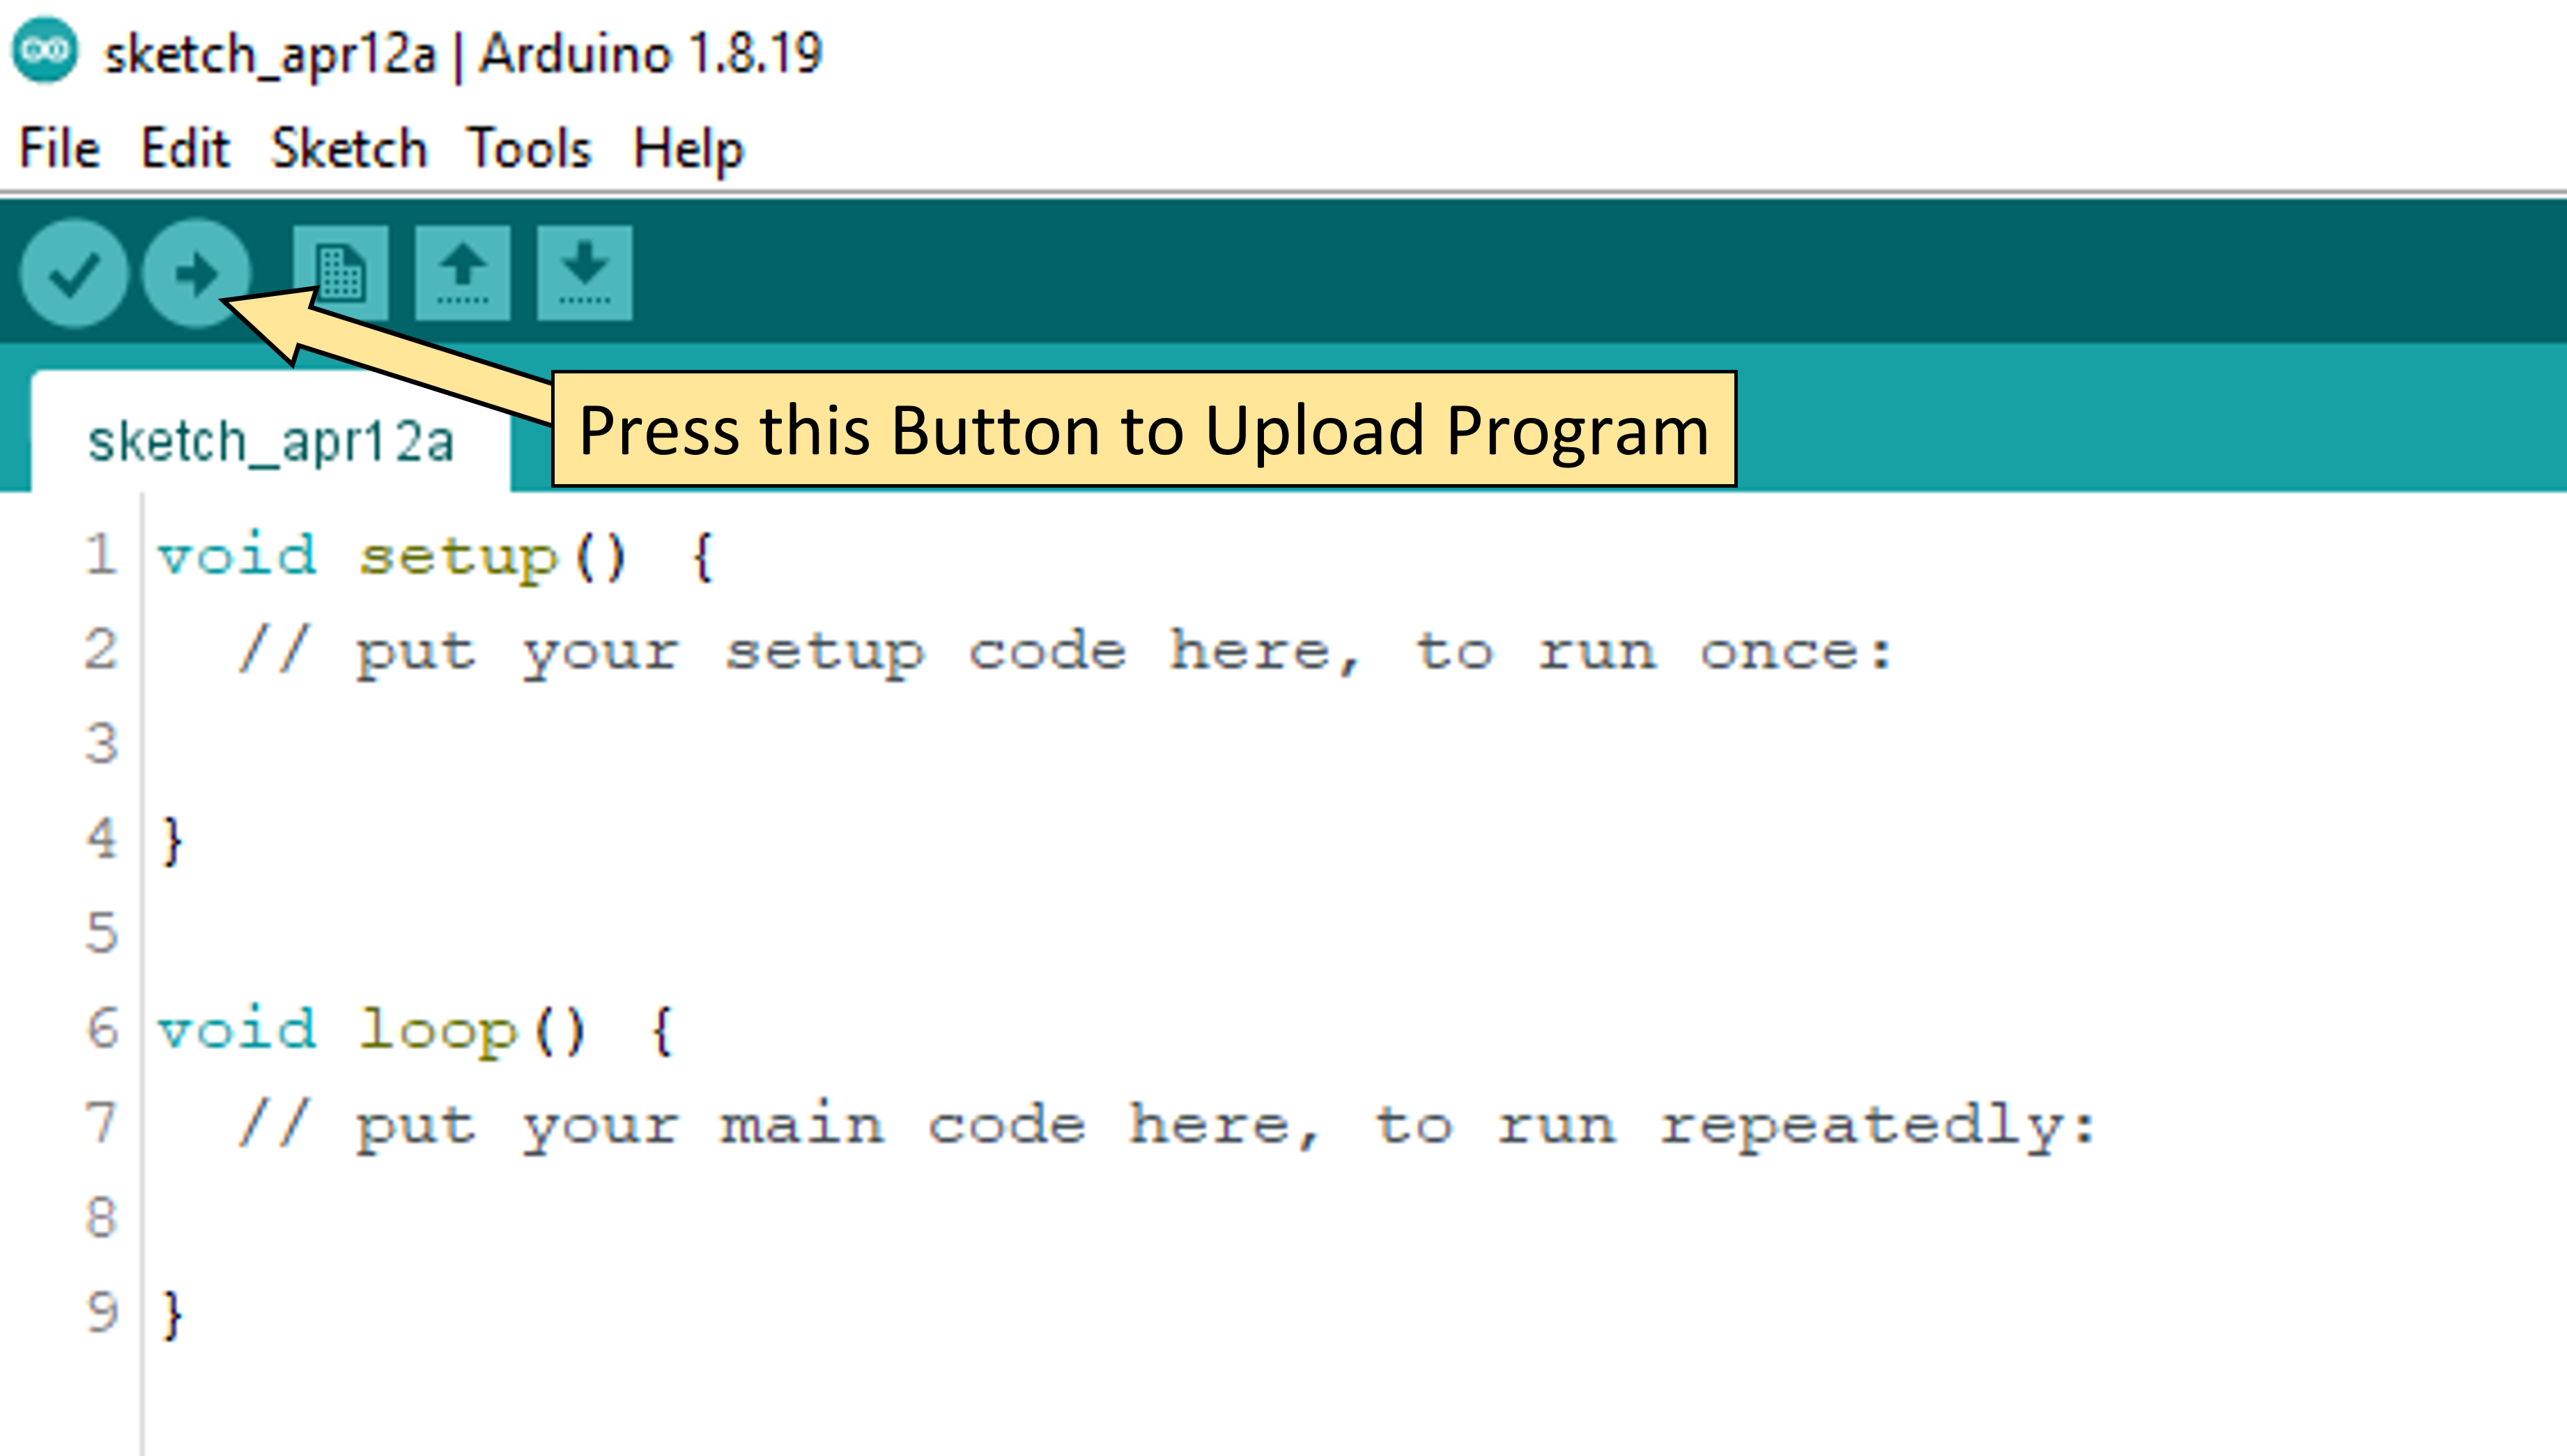 sketch_apr12a | Arduino 1.8.19
File Edit Sketch Tools Help
sketch_apr12a
Press this Button to Upload Program
1 void setup() {
2   // put your setup code here, to run once:
3
4 }
5
6 void loop() {
7   // put your main code here, to run repeatedly:
8
9 }